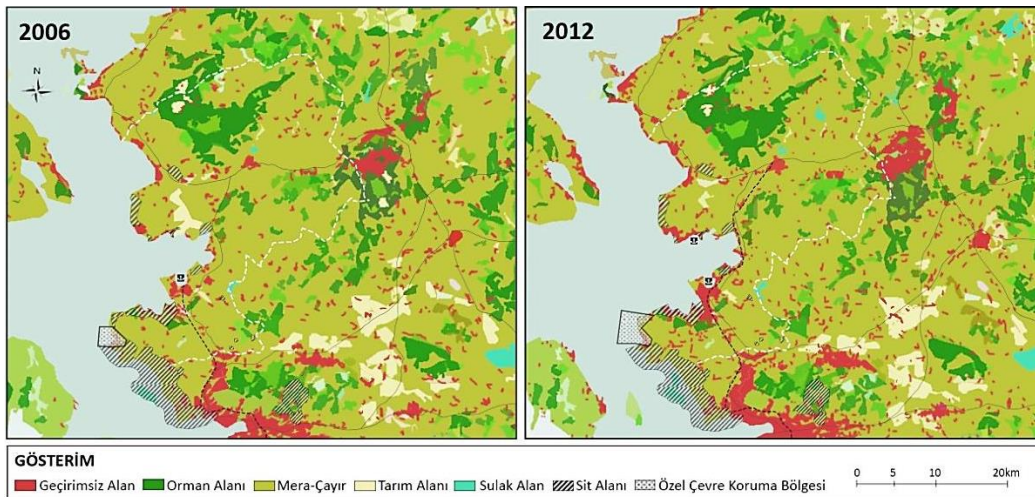 2006
N
2012
GÖSTERİM
Geçirimsiz Alan Orman Alanı Mera-Çayır Tarım Alanı Sulak Alan Sit Alanı Özel Çevre Koruma Bölgesi
0 5 10 20km